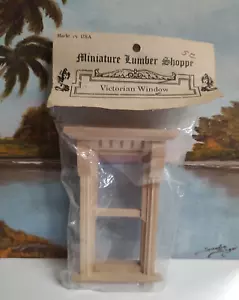 Made in USA
Miniature Lumber Shoppe
Victorian Window